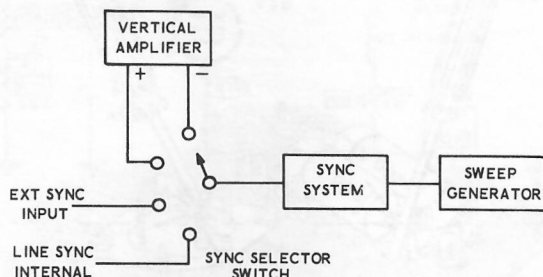 VERTICAL
AMPLIFIER
+ −
SYNC
SYSTEM
SWEEP
GENERATOR
EXT SYNC
INPUT
LINE SYNC
INTERNAL
SYNC SELECTOR
SWITCH